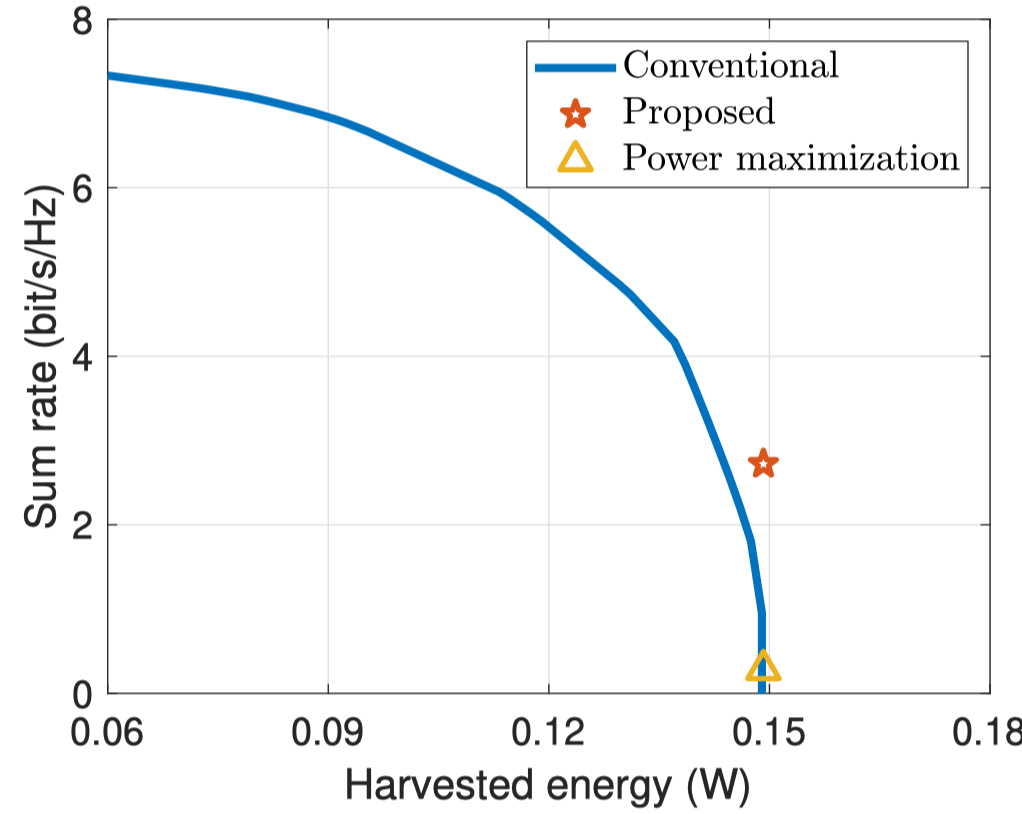 Conventional
Proposed
Power maximization
Sum rate (bit/s/Hz)
8
6
4
2
0
0.06 0.09 0.12 0.15 0.18
Harvested energy (W)